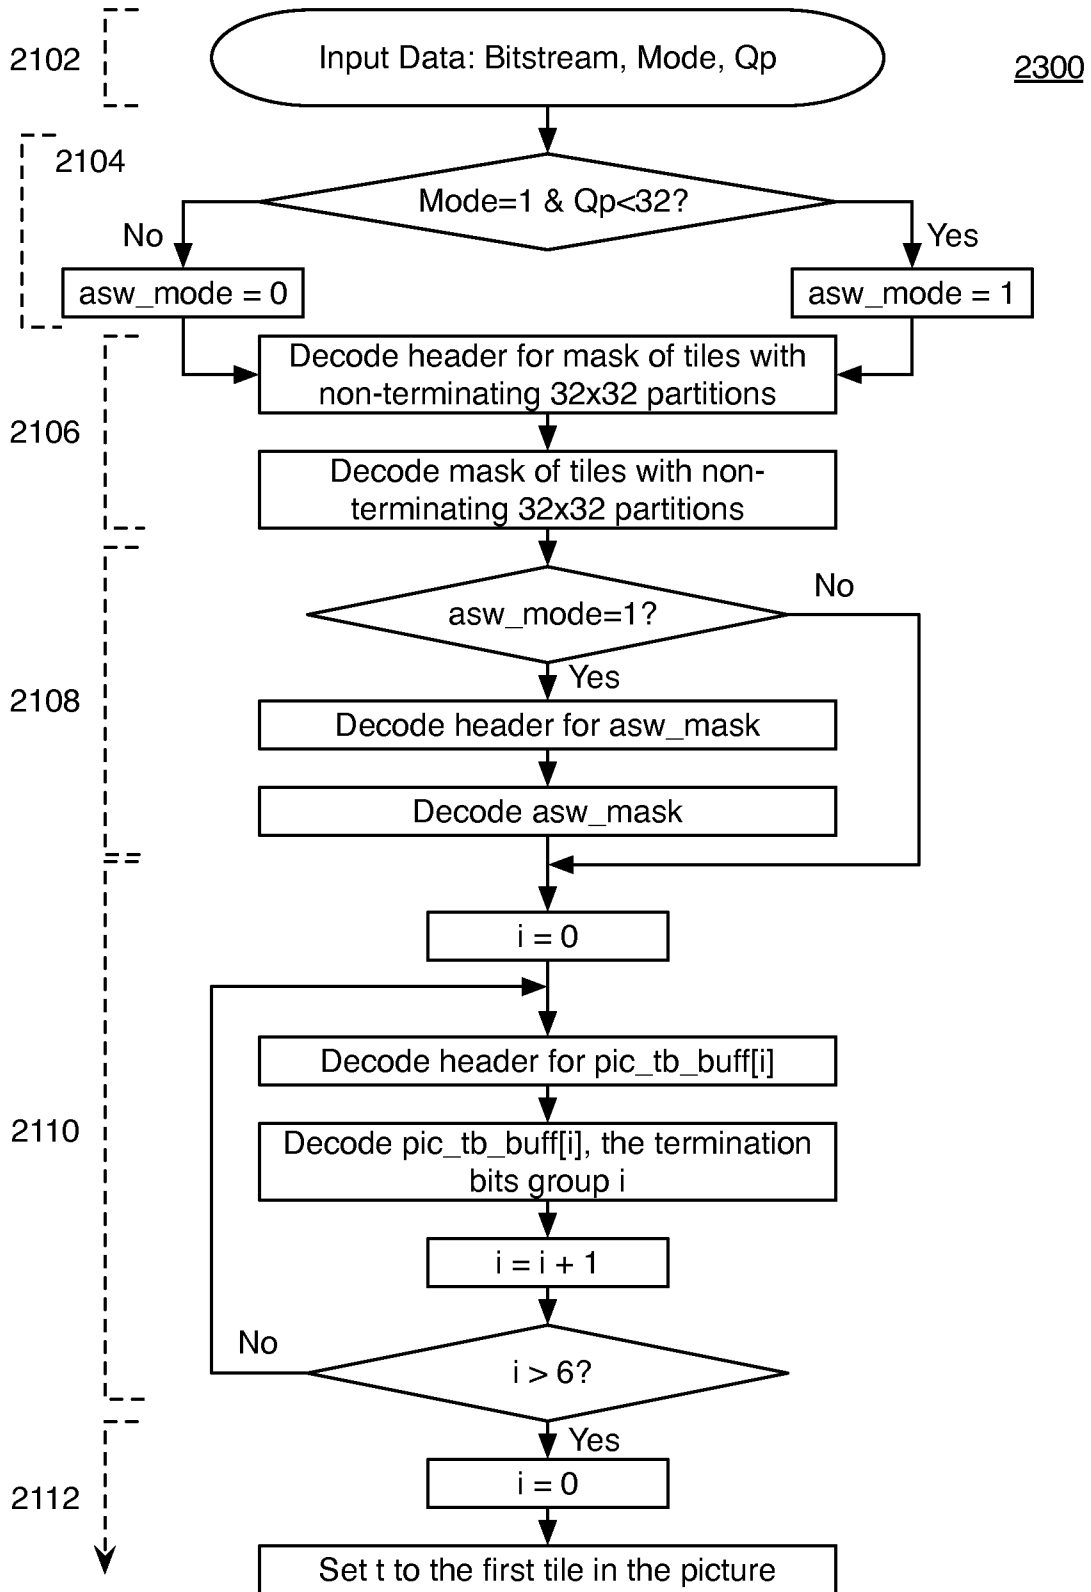 2102
Input Data: Bitstream, Mode, Qp
2300
2104
Mode=1 & Qp<32?
No
Yes
asw_mode = 0
asw_mode = 1
Decode header for mask of tiles with
non-terminating 32x32 partitions
2106
Decode mask of tiles with non-
terminating 32x32 partitions
No
asw_mode=1?
Yes
2108
Decode header for asw_mask
Decode asw_mask
i = 0
Decode header for pic_tb_buff[i]
2110
Decode pic_tb_buff[i], the termination
bits group i
i = i + 1
No
i > 6?
Yes
2112
i = 0
Set t to the first tile in the picture